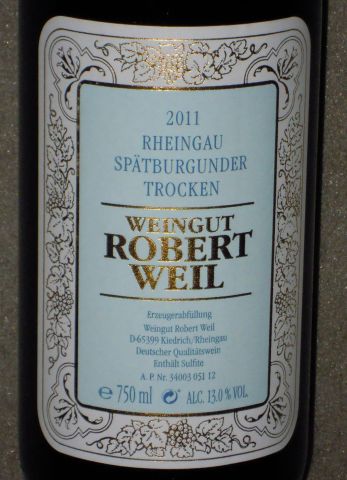 2011
RHEINGAU
SPÄTBURGUNDER
TROCKEN
WEINGUT
ROBERT
WEIL
Erzeugerabfüllung
Weingut Robert Weil
D-65399 Kiedrich/Rheingau
Deutscher Qualitätswein
Enthält Sulfite
A. P. Nr. 34003 051 12
℮ 750 ml ALC. 13.0 % VOL.